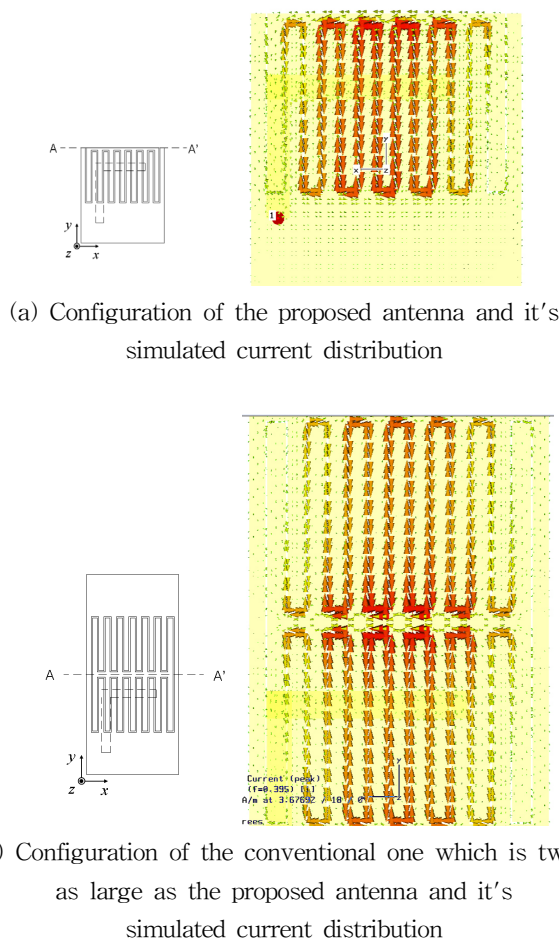 A A′
y
z x
1
y
x z
(a) Configuration of the proposed antenna and it's
simulated current distribution
A A′
y
z x
y
z
Current (peak)
(f=0.395) [1]
A/m at 3.67692 / 10 0
rees
) Configuration of the conventional one which is tw
as large as the proposed antenna and it's
simulated current distribution